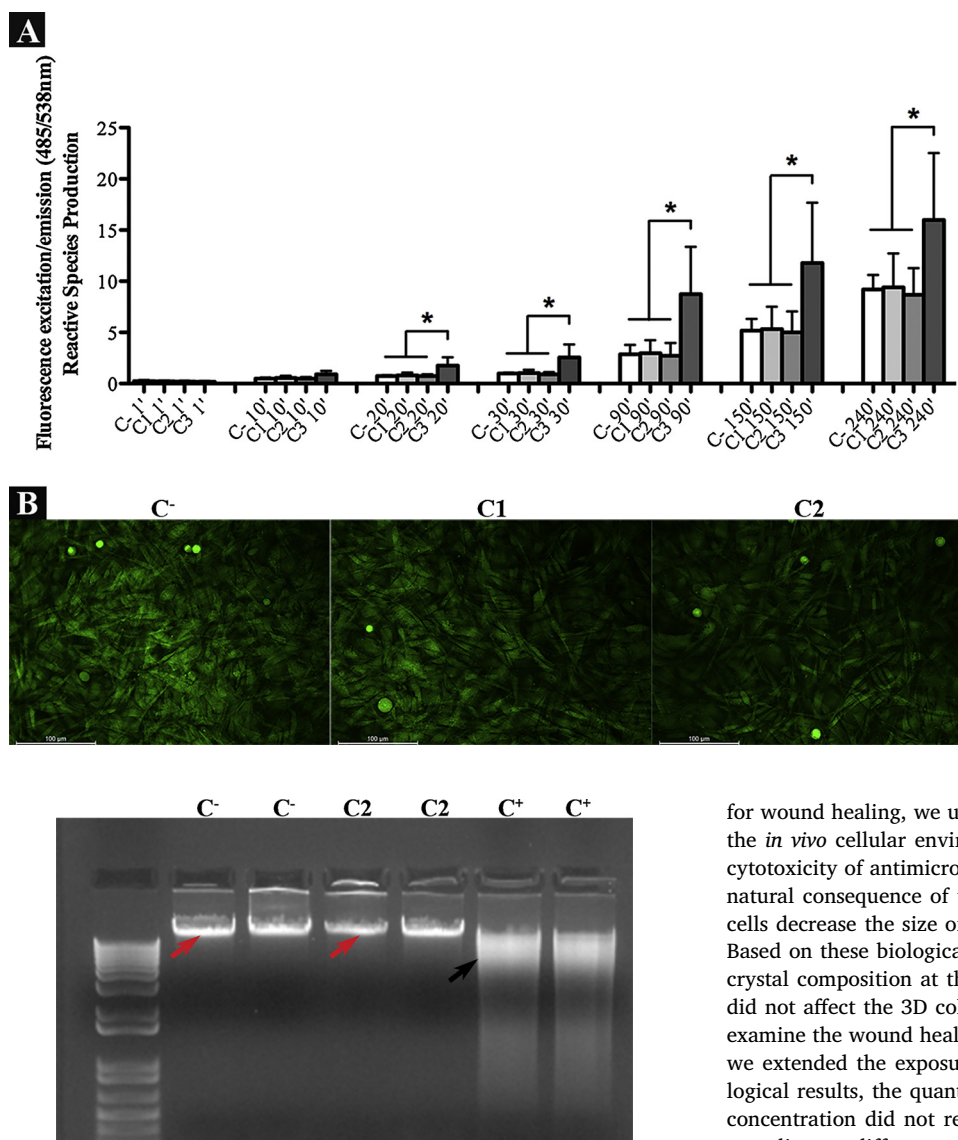 A
Fluorescence excitation/emission (485/538nm)
Reactive Species Production
25
20
15
10
5
0
* * * * *
C- 1' C1 1' C2 1' C3 1' C- 10' C1 10' C2 10' C3 10' C- 20' C1 20' C2 20' C3 20' C- 30' C1 30' C2 30' C3 30' C- 90' C1 90' C2 90' C3 90' C- 150' C1 150' C2 150' C3 150' C- 240' C1 240' C2 240' C3 240'
B
C- C1 C2
100 µm 100 µm 100 µm
C- C- C2 C2 C+ C+
for wound healing, we u
the in vivo cellular envir
cytotoxicity of antimicro
natural consequence of
cells decrease the size o
Based on these biologica
crystal composition at th
did not affect the 3D col
examine the wound heal
we extended the exposu
logical results, the quant
concentration did not re